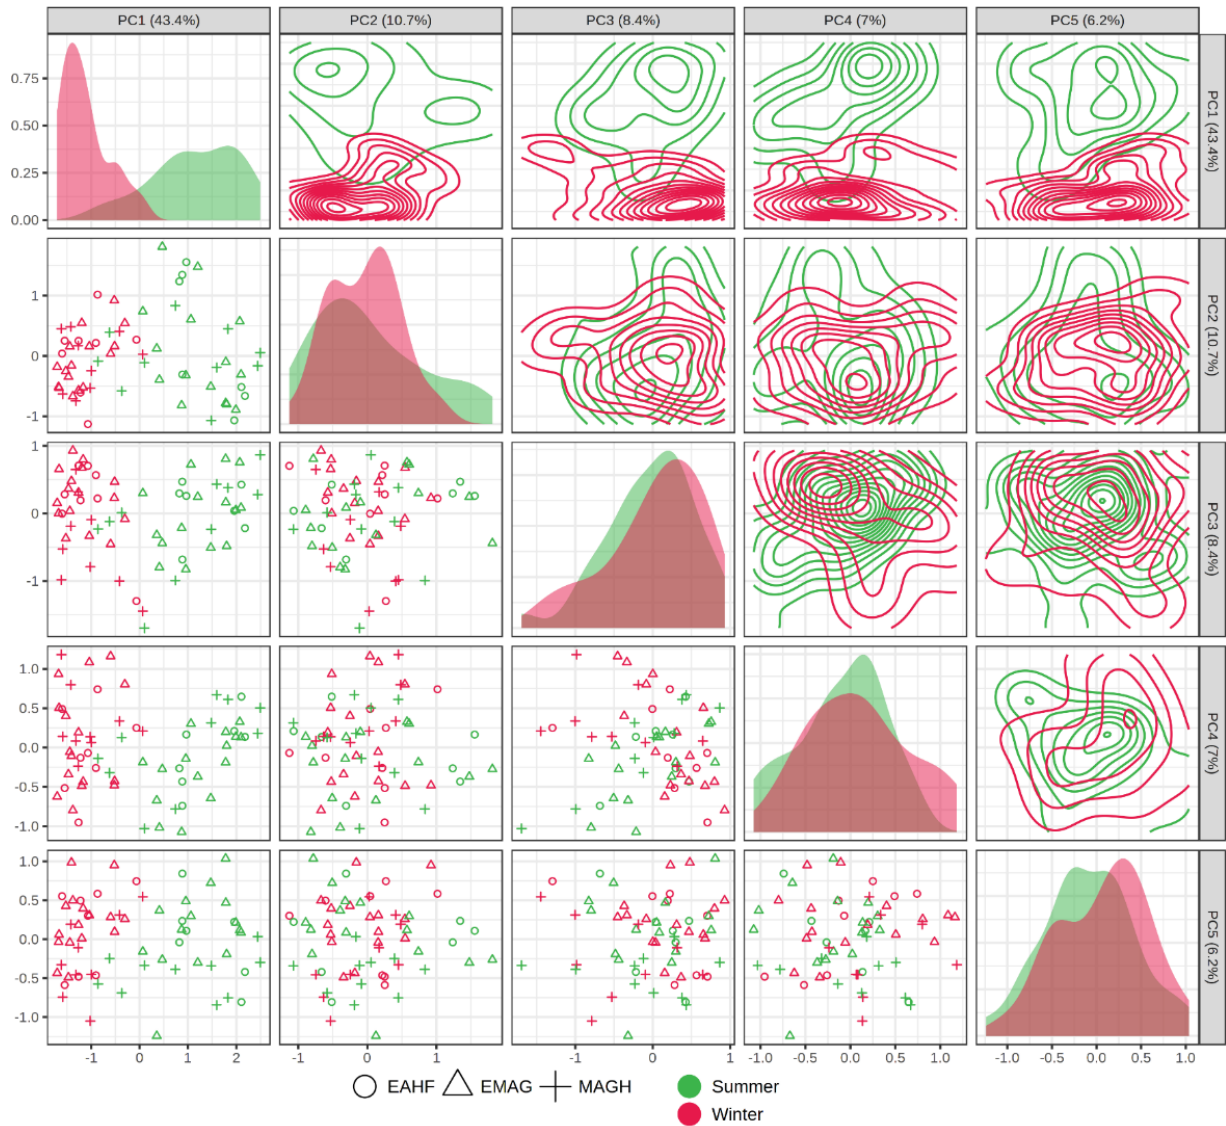 PC1 (43.4%) PC2 (10.7%) PC3 (8.4%) PC4 (7%) PC5 (6.2%)
0.75
0.50
0.25
0.00
PC1 (43.4%)
1
0
-1
PC2 (10.7%)
1
0
-1
PC3 (8.4%)
1.0
0.5
0.0
-0.5
-1.0
PC4 (7%)
1.0
0.5
0.0
-0.5
-1.0
PC5 (6.2%)
-1 0 1 2 -1 0 1 -1 0 1 -1.0 -0.5 0.0 0.5 1.0 -1.0 -0.5 0.0 0.5 1.0
EAHF EMAG MAGH Summer
Winter